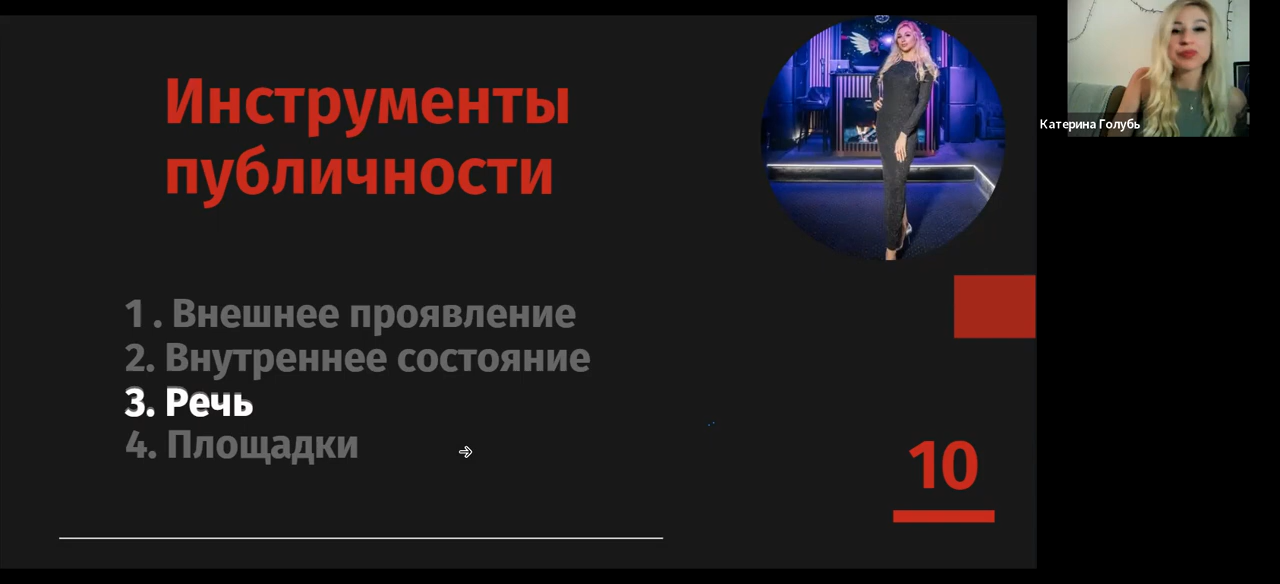 Инструменты
публичности
1 . Внешнее проявление
2. Внутреннее состояние
3. Речь
4. Площадки
10
Катерина Голубь